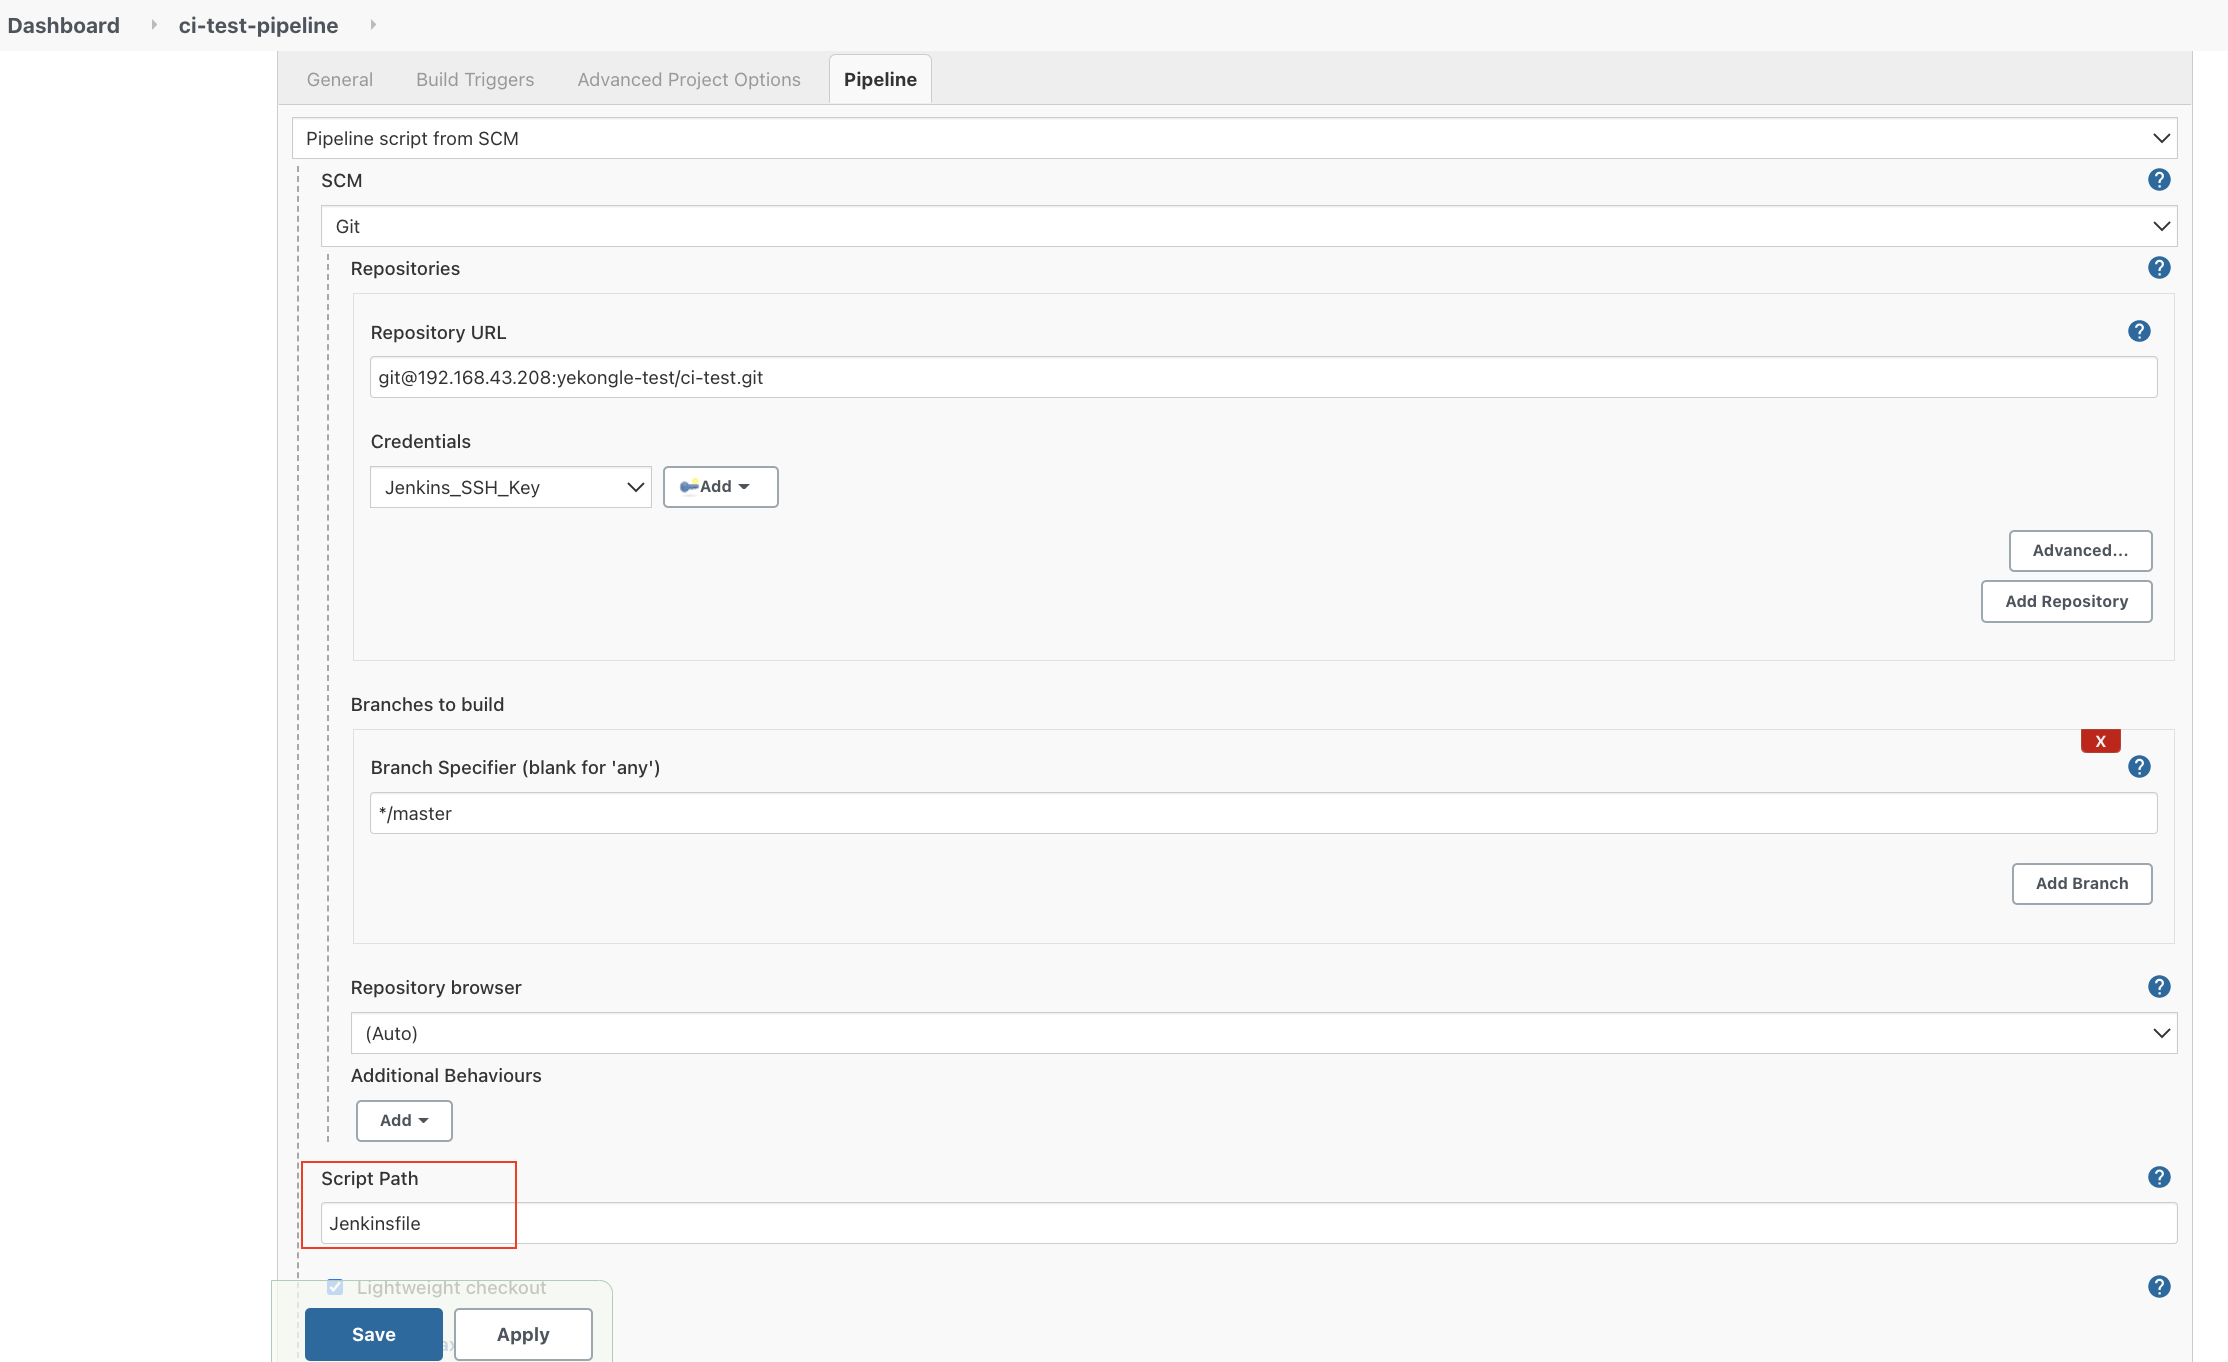 Dashboard ci-test-pipeline
General Build Triggers Advanced Project Options Pipeline
Pipeline script from SCM
SCM
Git
Repositories
Repository URL
git@192.168.43.208:yekongle-test/ci-test.git
Credentials
Jenkins_SSH_Key Add
Advanced...
Add Repository
Branches to build
X
Branch Specifier (blank for 'any')
*/master
Add Branch
Repository browser
(Auto)
Additional Behaviours
Add
Script Path
Jenkinsfile
Lightweight checkout
Save Apply